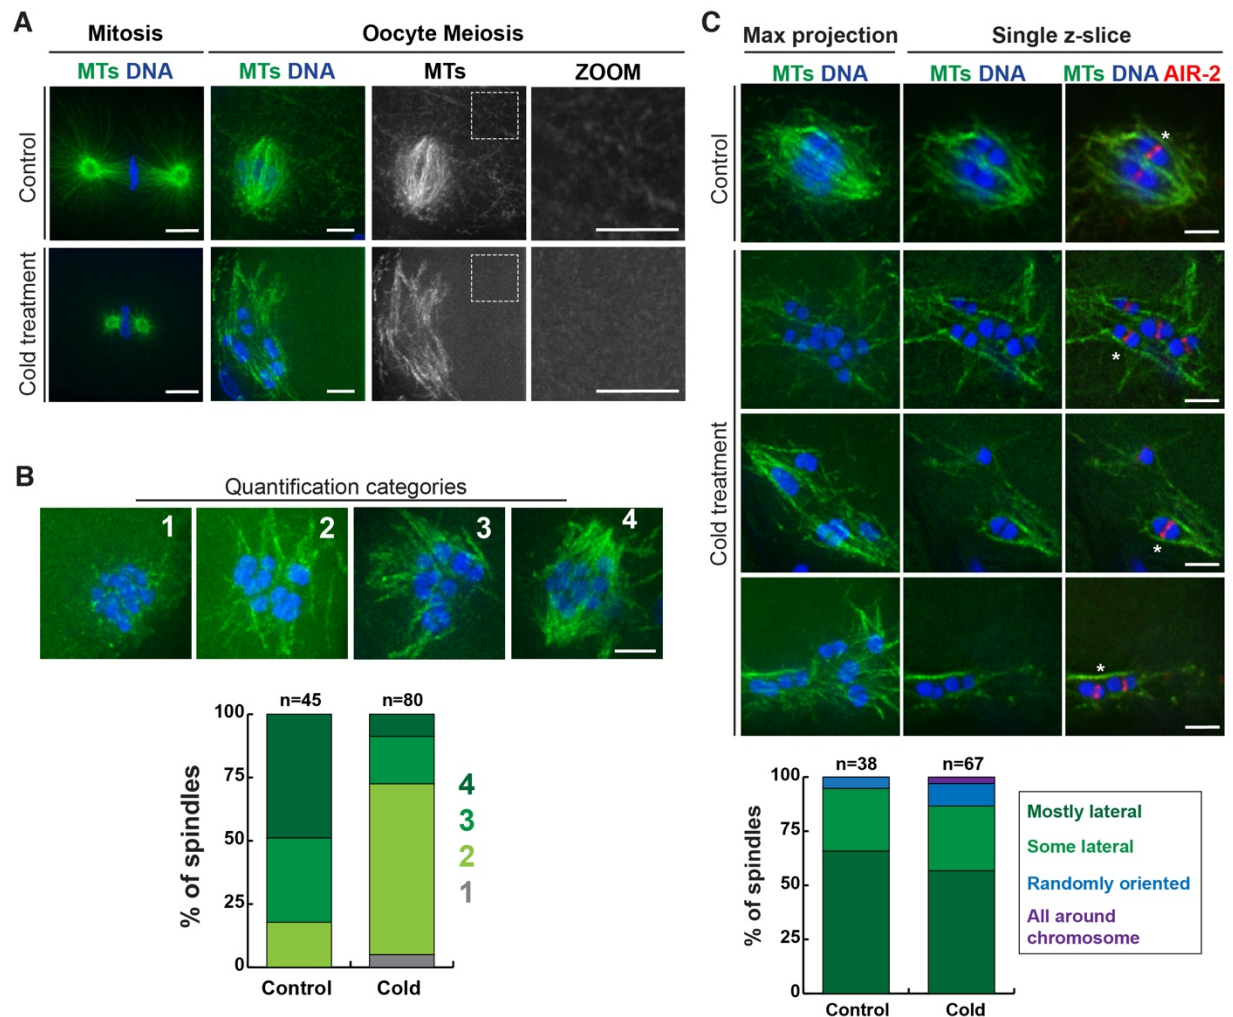 A
Mitosis
Oocyte Meiosis
MTs DNA
MTs DNA
MTs
ZOOM
Control
Cold treatment
B
Quantification categories
1
2
3
4
n=45
n=80
% of spindles
100
75
50
25
0
Control
Cold
4
3
2
1
C
Max projection
Single z-slice
MTs DNA
MTs DNA
MTs DNA AIR-2
Control
*
Cold treatment
*
*
*
n=38
n=67
% of spindles
100
75
50
25
0
Control
Cold
Mostly lateral
Some lateral
Randomly oriented
All around
chromosome